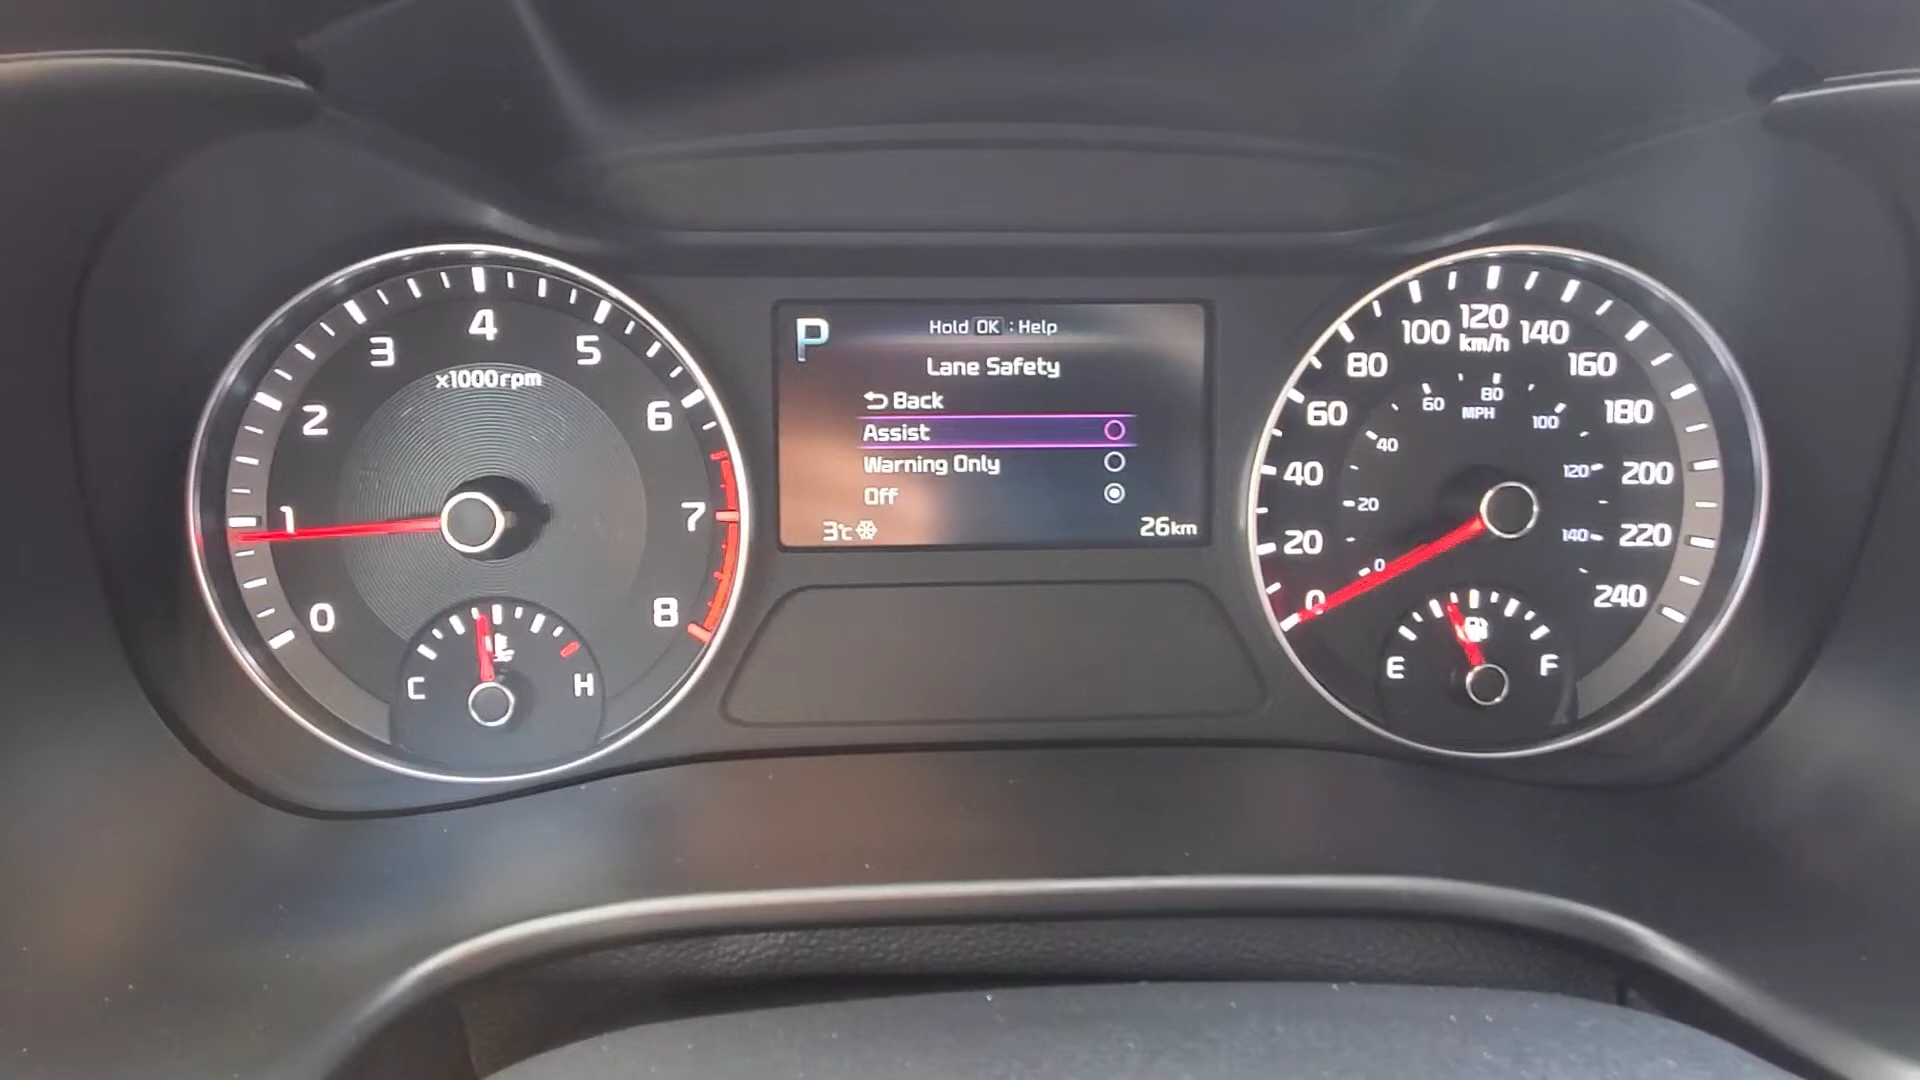 x1000rpm
0
1
2
3
4
5
6
7
8
C
H
P
Hold OK : Help
Lane Safety
Back
Assist
Warning Only
Off
3℃
26km
0
20
40
60
80
100
120
140
160
180
200
220
240
km/h
0
20
40
60
80
100
120
140
MPH
E
F